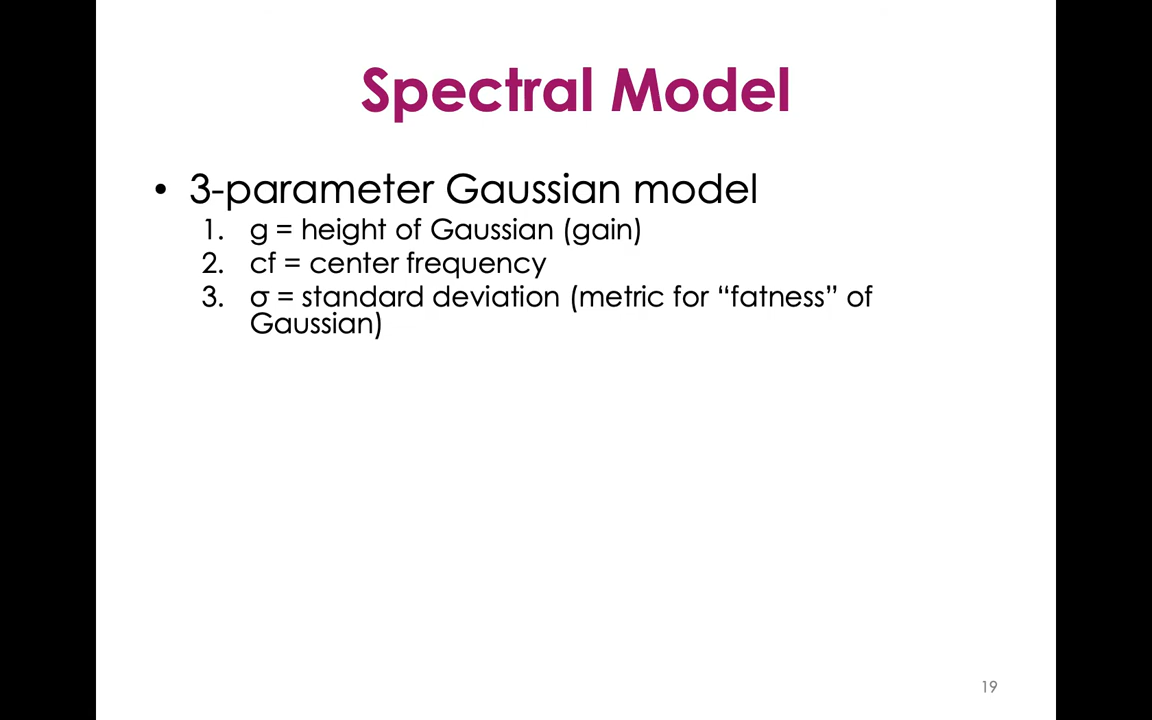 Spectral Model
• 3-parameter Gaussian model
1. g = height of Gaussian (gain)
2. cf = center frequency
3. σ = standard deviation (metric for “fatness” of
Gaussian)
19